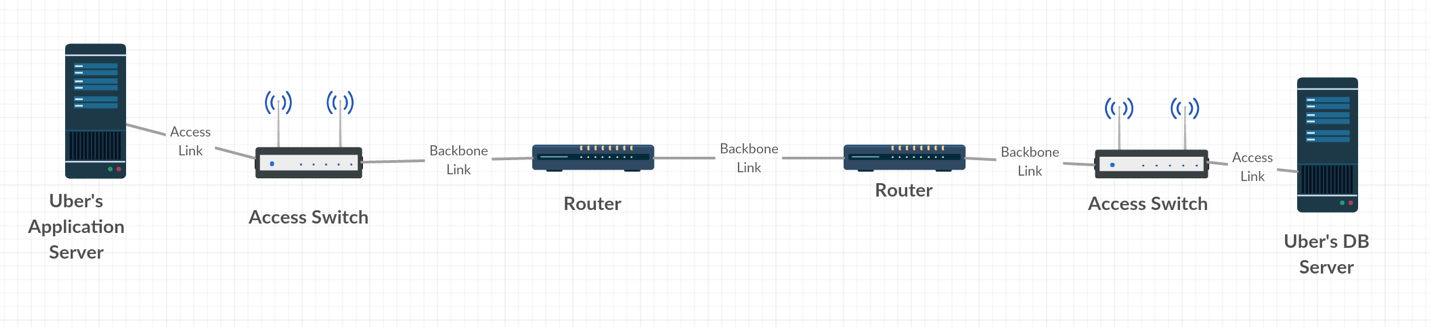 Access
Link
Backbone
Link
Backbone
Link
Backbone
Link
Access
Link
Uber's
Application
Server
Access Switch
Router
Router
Access Switch
Uber's DB
Server